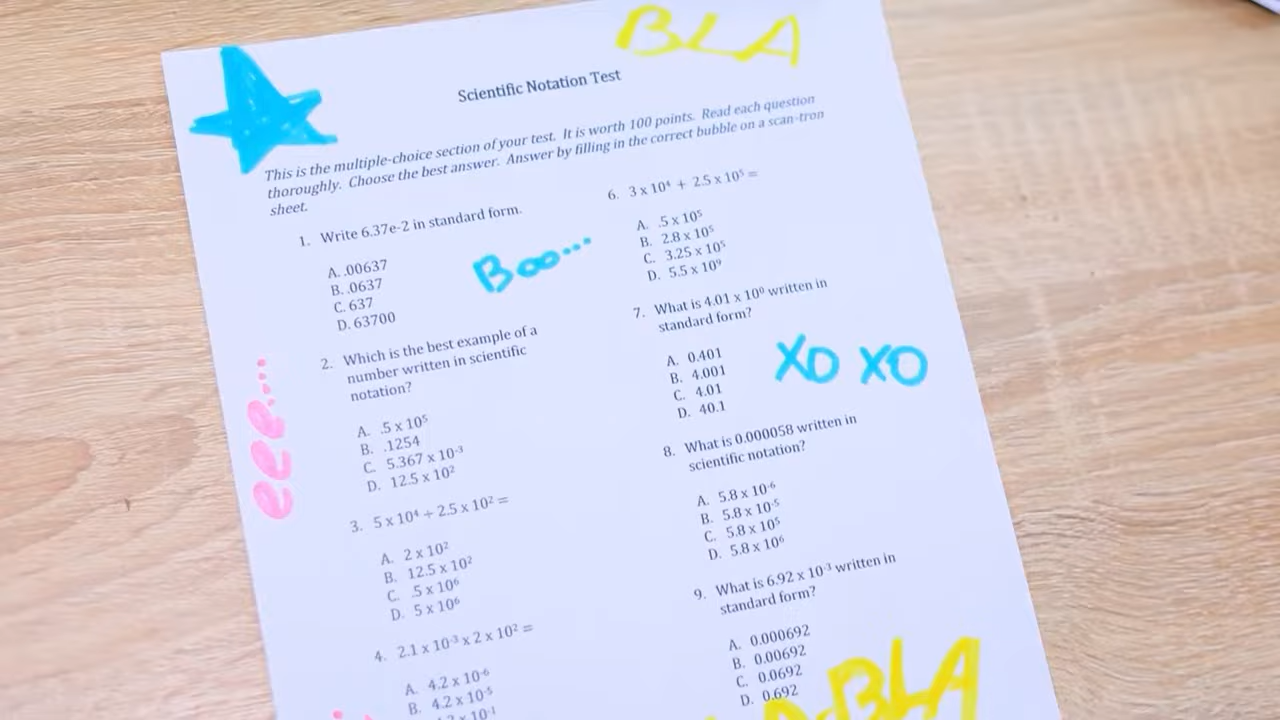 BLA
Scientific Notation Test
This is the multiple-choice section of your test. It is worth 100 points. Read each question
thoroughly. Choose the best answer. Answer by filling in the correct bubble on a scan-tron
sheet.
1. Write 6.37e-2 in standard form.
A. .00637
B. .0637
C. 637
D. 63700
Boo...
2. Which is the best example of a
number written in scientific
notation?
A. .5 x 10⁵
B. .1254
C. 5.367 x 10⁻³
D. 12.5 x 10²
eer....
3. 5 x 10⁴ ÷ 2.5 x 10² =
A. 2 x 10²
B. 12.5 x 10²
C. .5 x 10⁶
D. 5 x 10⁶
4. 2.1 x 10⁻³ x 2 x 10² =
A. 4.2 x 10⁻⁶
B. 4.2 x 10⁻⁵
x 10⁻¹
6. 3 x 10⁴ + 2.5 x 10⁵ =
A. .5 x 10⁵
B. 2.8 x 10⁵
C. 3.25 x 10⁵
D. 5.5 x 10⁹
7. What is 4.01 x 10⁰ written in
standard form?
A. 0.401
B. 4.001
C. 4.01
D. 40.1
XO XO
8. What is 0.000058 written in
scientific notation?
A. 5.8 x 10⁻⁶
B. 5.8 x 10⁻⁵
C. 5.8 x 10⁵
D. 5.8 x 10⁶
9. What is 6.92 x 10⁻³ written in
standard form?
A. 0.000692
B. 0.00692
C. 0.0692
D. 0.692
BLA